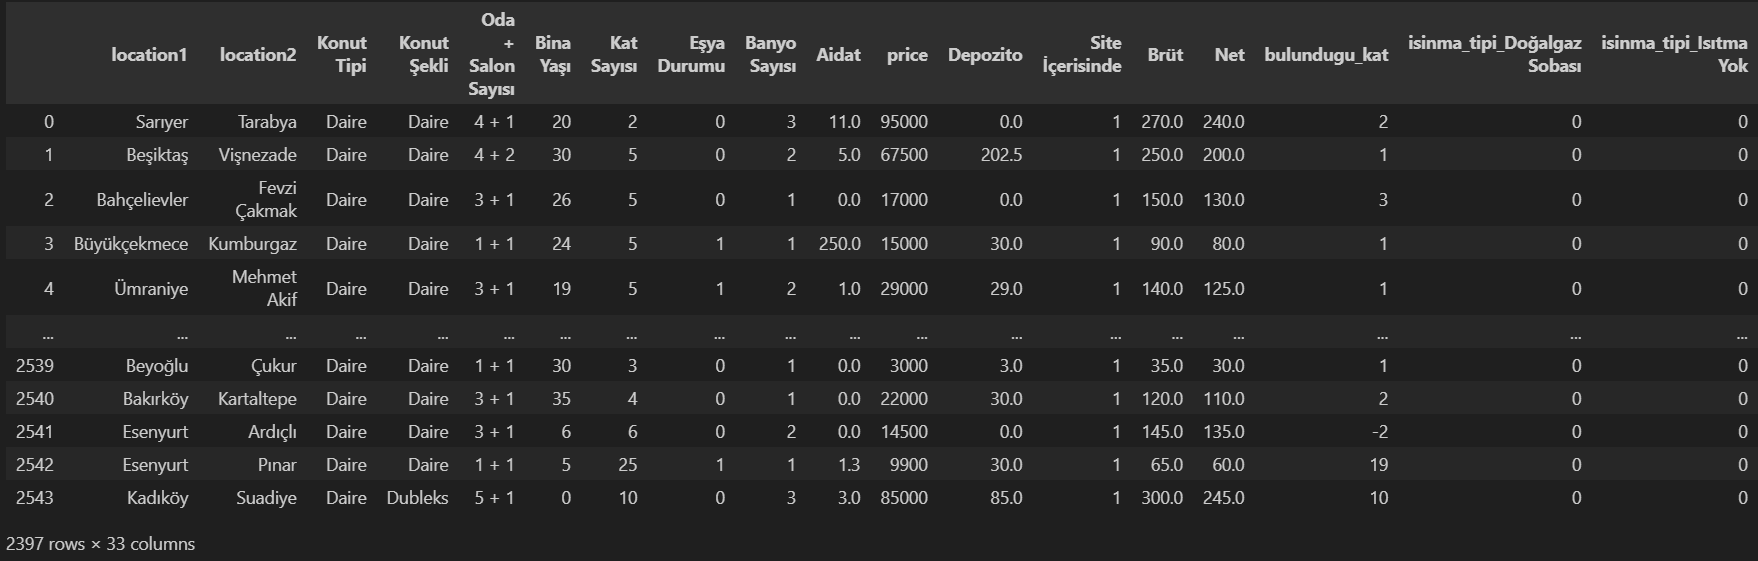 location1 location2 Konut Tipi Konut Şekli Oda + Salon Sayısı Bina Yaşı Kat Sayısı Eşya Durumu Banyo Sayısı Aidat price Depozito Site İçerisinde Brüt Net bulundugu_kat isinma_tipi_Doğalgaz Sobası isinma_tipi_Isıtma Yok
0 Sarıyer Tarabya Daire Daire 4 + 1 20 2 0 3 11.0 95000 0.0 1 270.0 240.0 2 0 0
1 Beşiktaş Vişnezade Daire Daire 4 + 2 30 5 0 2 5.0 67500 202.5 1 250.0 200.0 1 0 0
2 Bahçelievler Fevzi Çakmak Daire Daire 3 + 1 26 5 0 1 0.0 17000 0.0 1 150.0 130.0 3 0 0
3 Büyükçekmece Kumburgaz Daire Daire 1 + 1 24 5 1 1 250.0 15000 30.0 1 90.0 80.0 1 0 0
4 Ümraniye Mehmet Akif Daire Daire 3 + 1 19 5 1 2 1.0 29000 29.0 1 140.0 125.0 1 0 0
... ... ... ... ... ... ... ... ... ... ... ... ... ... ... ... ... ... ...
2539 Beyoğlu Çukur Daire Daire 1 + 1 30 3 0 1 0.0 3000 3.0 1 35.0 30.0 1 0 0
2540 Bakırköy Kartaltepe Daire Daire 3 + 1 35 4 0 1 0.0 22000 30.0 1 120.0 110.0 2 0 0
2541 Esenyurt Ardıçlı Daire Daire 3 + 1 6 6 0 2 0.0 14500 0.0 1 145.0 135.0 -2 0 0
2542 Esenyurt Pınar Daire Daire 1 + 1 5 25 1 1 1.3 9900 30.0 1 65.0 60.0 19 0 0
2543 Kadıköy Suadiye Daire Dubleks 5 + 1 0 10 0 3 3.0 85000 85.0 1 300.0 245.0 10 0 0
2397 rows × 33 columns